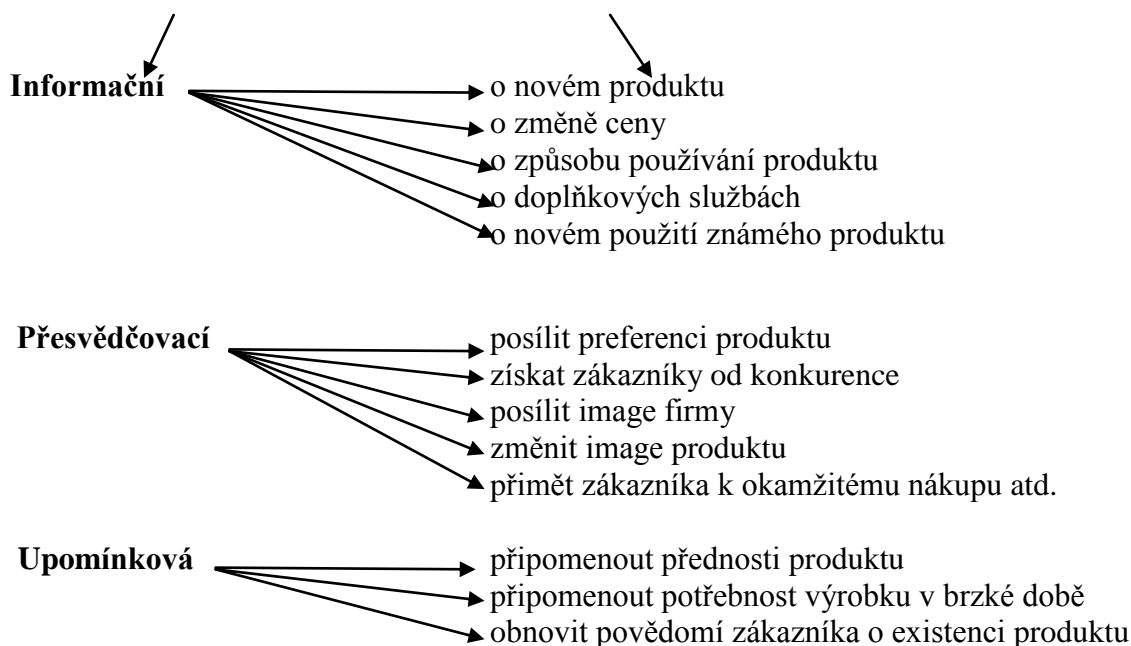 Informační o novém produktu
o změně ceny
o způsobu používání produktu
o doplňkových službách
o novém použití známého produktu
Přesvědčovací posílit preferenci produktu
získat zákazníky od konkurence
posílit image firmy
změnit image produktu
přimět zákazníka k okamžitému nákupu atd.
Upomínková připomenout přednosti produktu
připomenout potřebnost výrobku v brzké době
obnovit povědomí zákazníka o existenci produktu